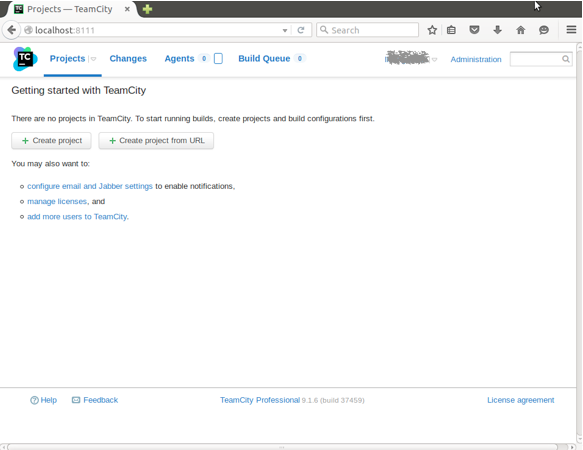 Projects — TeamCity
localhost:8111
Search
TC
Projects
Changes
Agents 0
Build Queue 0
Administration
Getting started with TeamCity
There are no projects in TeamCity. To start running builds, create projects and build configurations first.
Create project
Create project from URL
You may also want to:
configure email and Jabber settings to enable notifications,
manage licenses, and
add more users to TeamCity.
Help
Feedback
TeamCity Professional 9.1.6 (build 37459)
License agreement